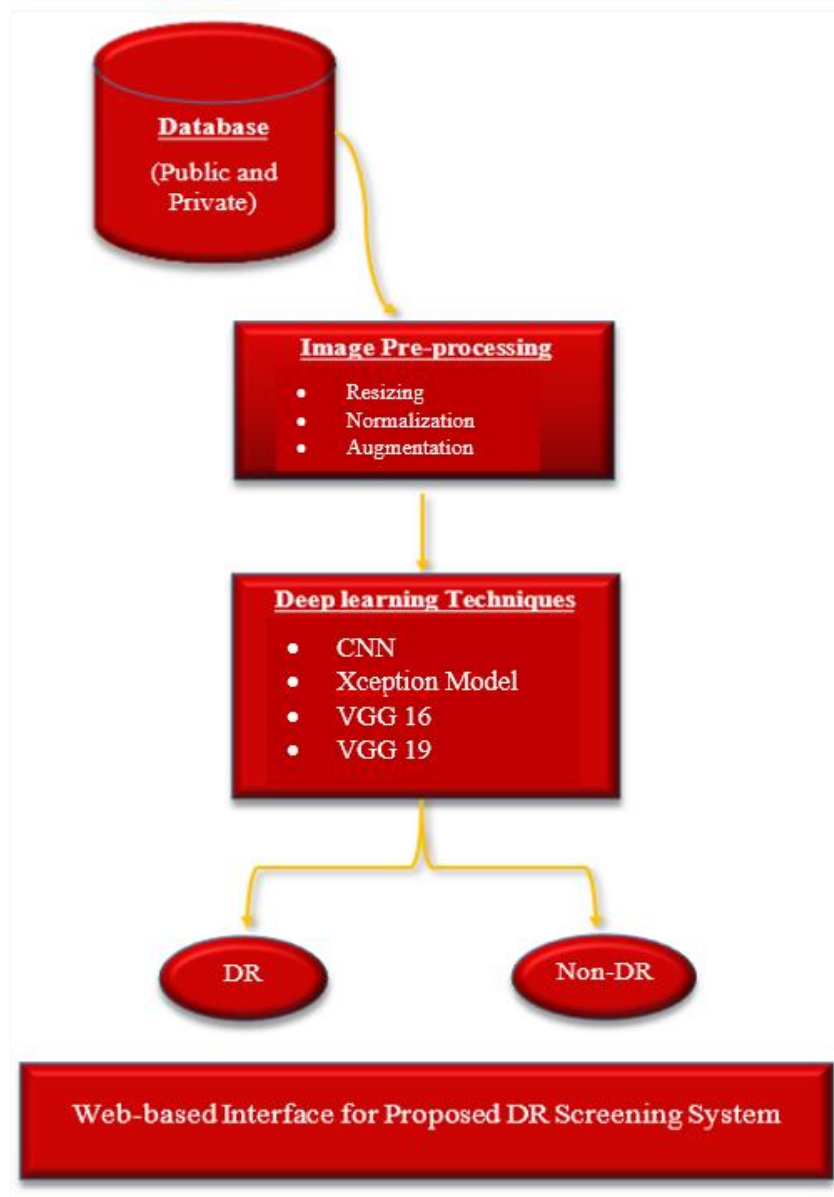 Database
(Public and
Private)
Image Pre-processing
• Resizing
• Normalization
• Augmentation
Deep learning Techniques
• CNN
• Xception Model
• VGG 16
• VGG 19
DR
Non-DR
Web-based Interface for Proposed DR Screening System